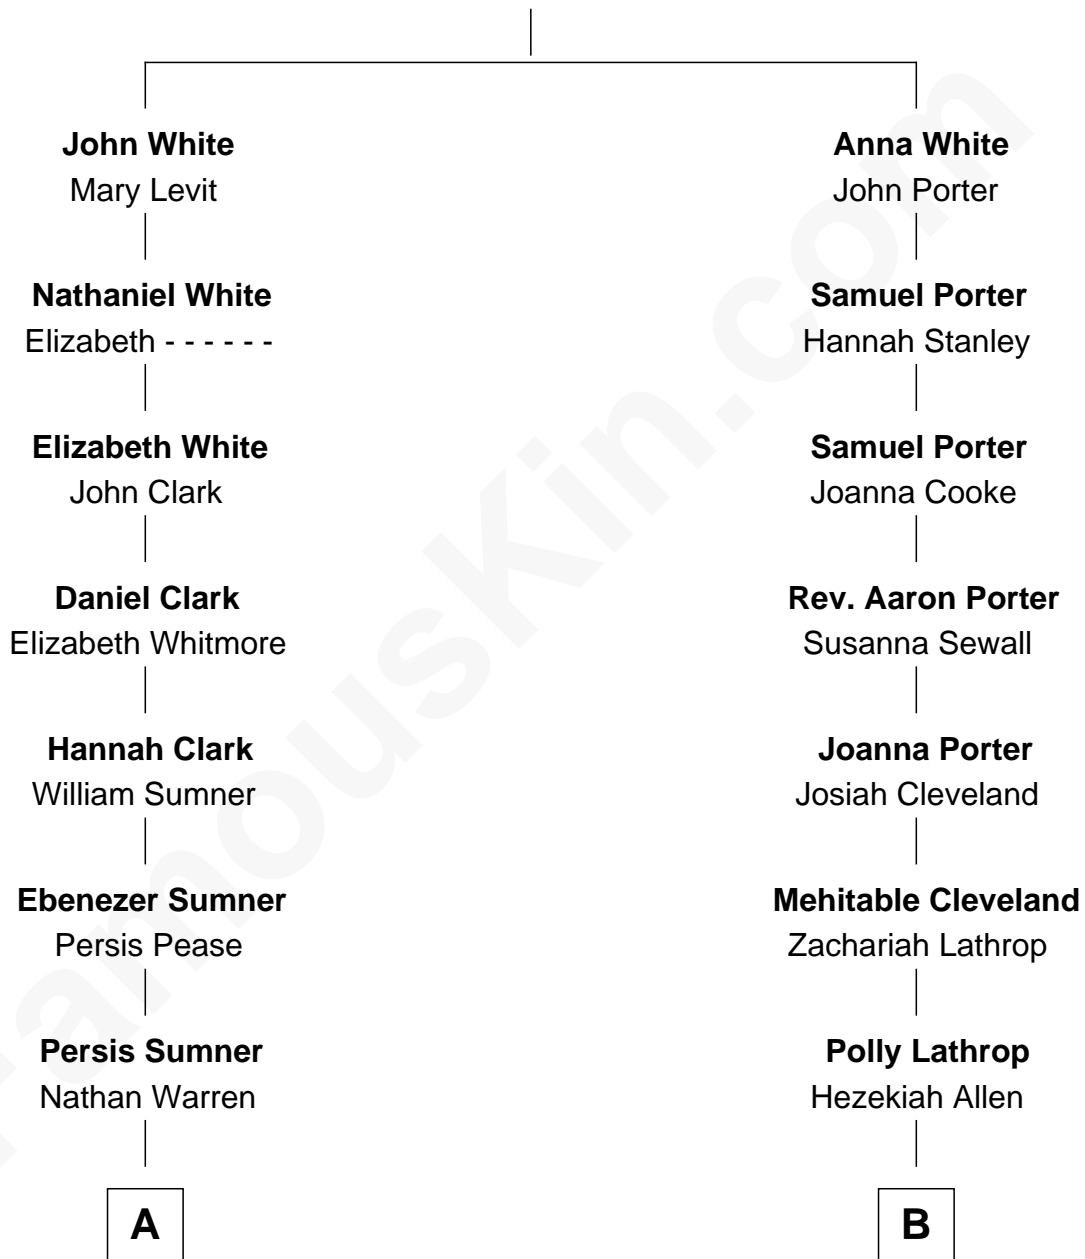 John White
Mary Levit
Nathaniel White
Elizabeth - - - - - -
Elizabeth White
John Clark
Daniel Clark
Elizabeth Whitmore
Hannah Clark
William Sumner
Ebenezer Sumner
Persis Pease
Persis Sumner
Nathan Warren
A
Anna White
John Porter
Samuel Porter
Hannah Stanley
Samuel Porter
Joanna Cooke
Rev. Aaron Porter
Susanna Sewall
Joanna Porter
Josiah Cleveland
Mehitable Cleveland
Zachariah Lathrop
Polly Lathrop
Hezekiah Allen
B
FamousKin.com